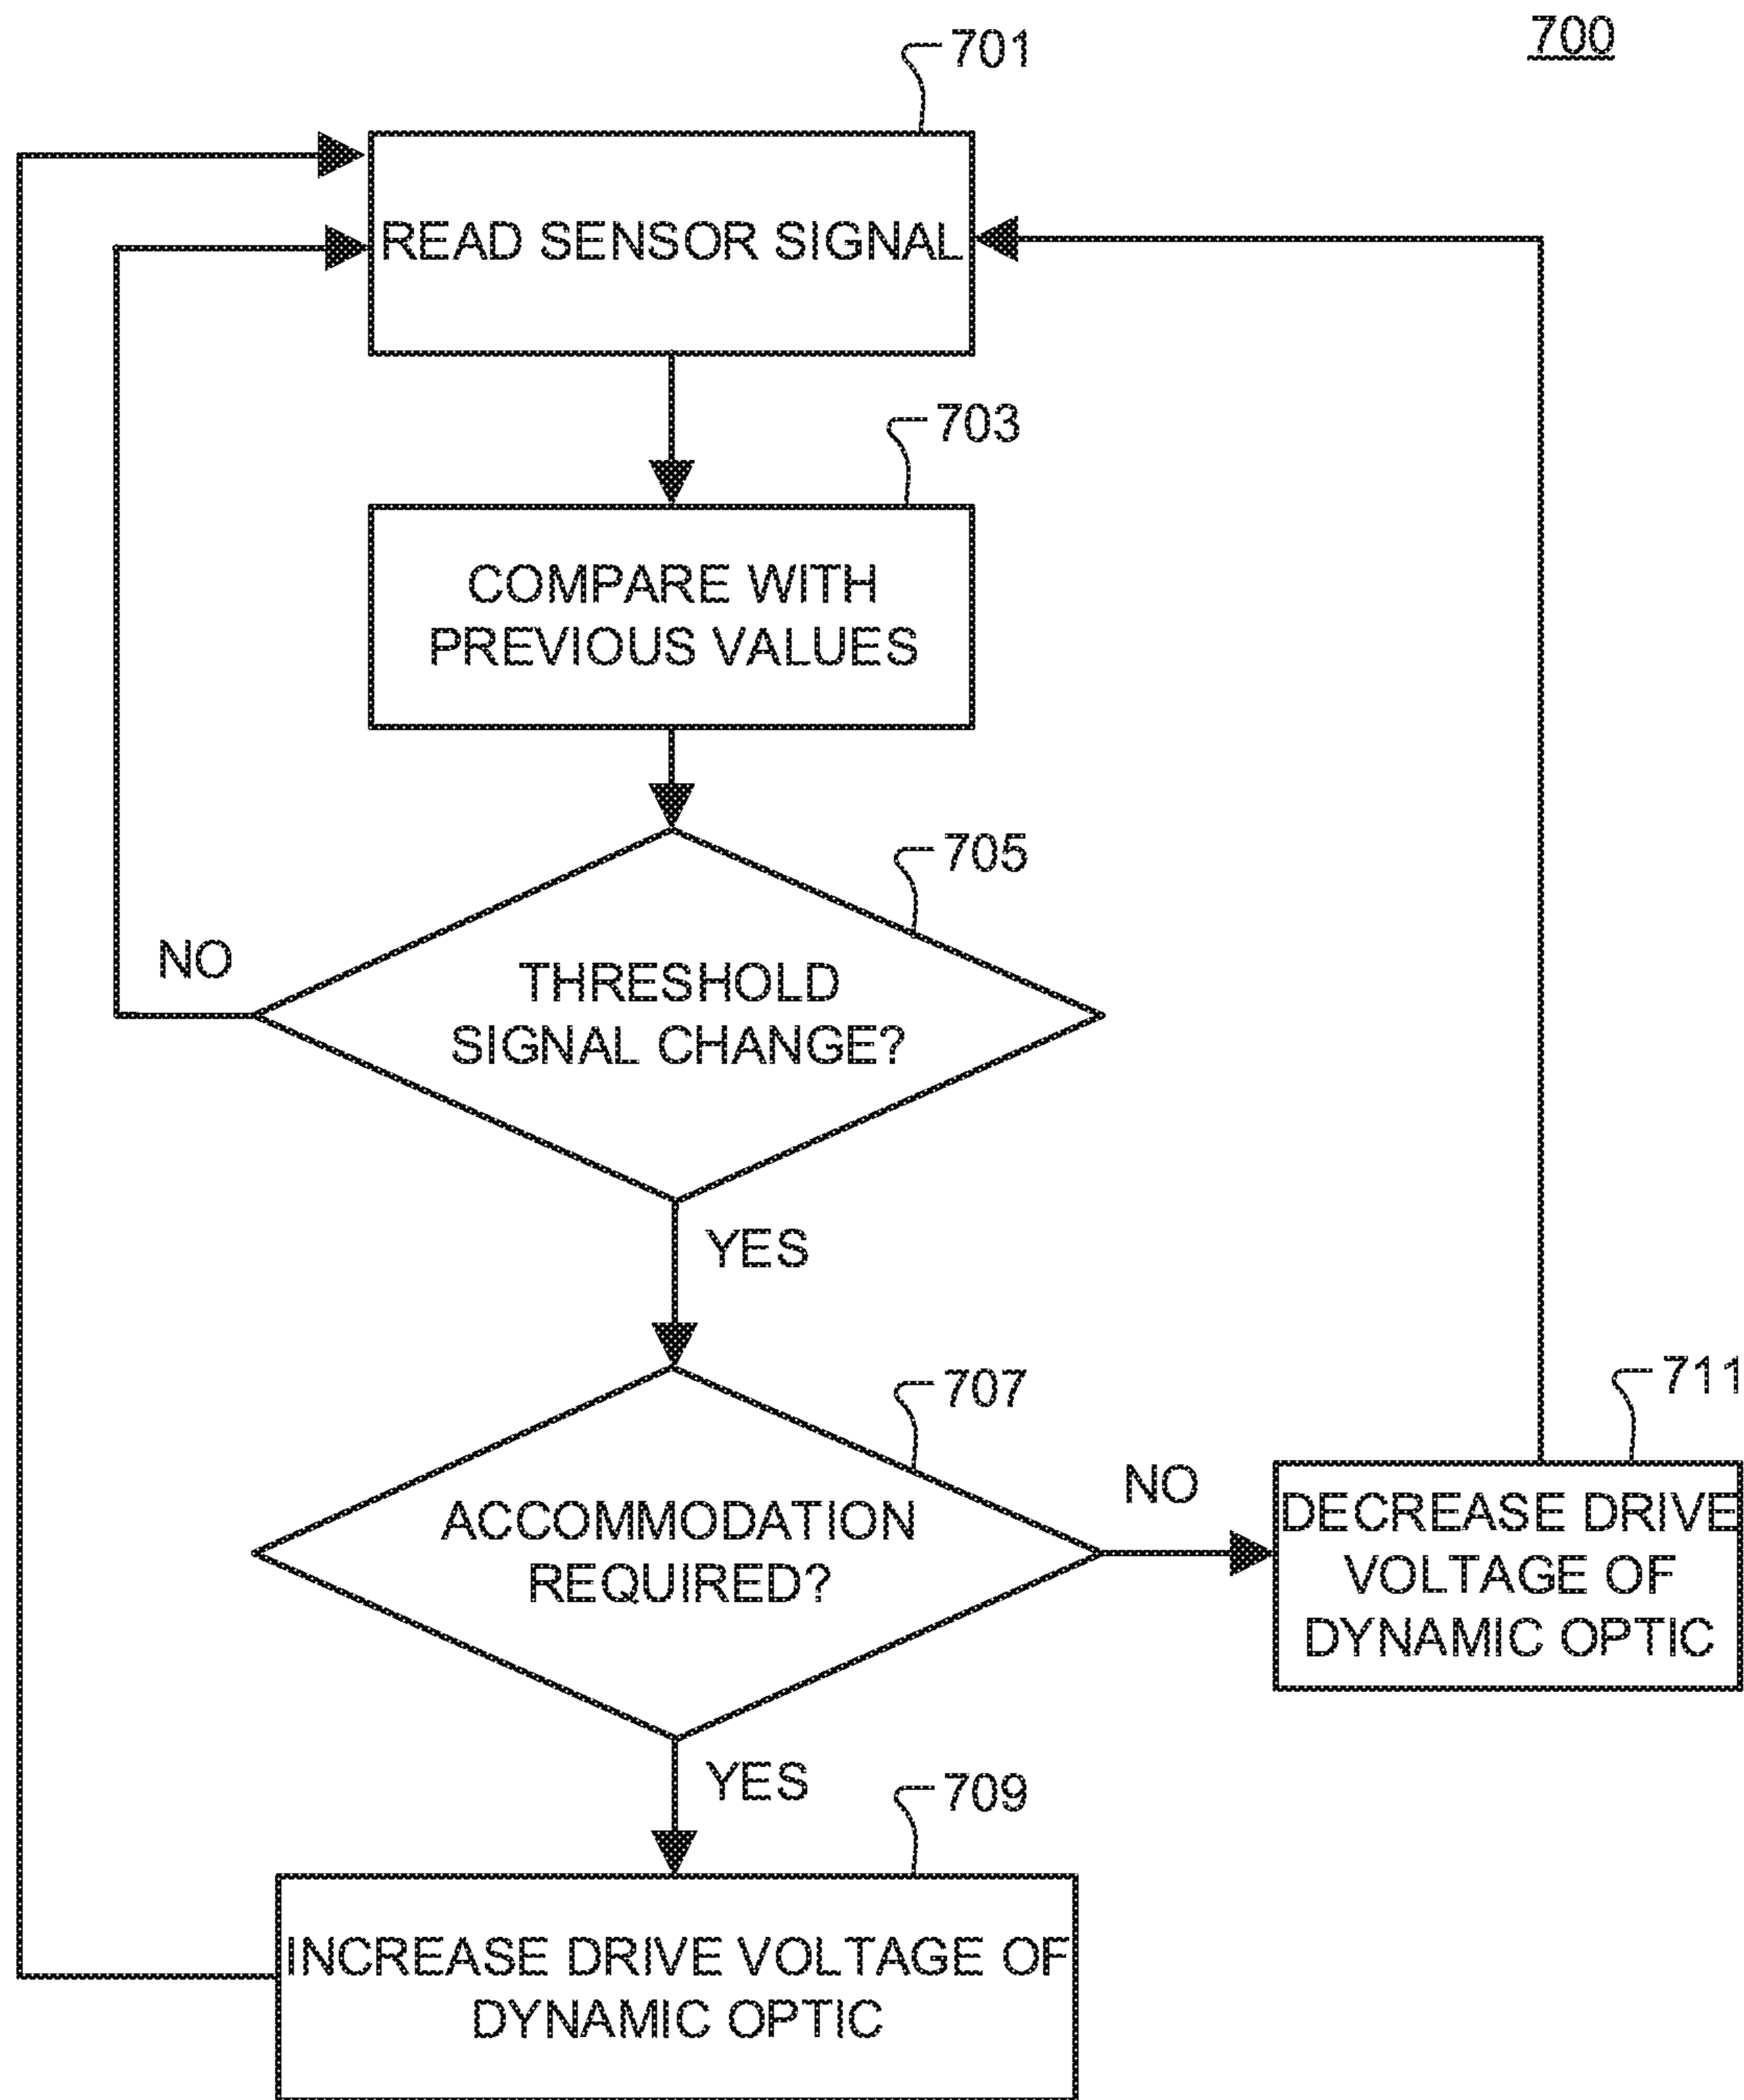 700
701
READ SENSOR SIGNAL
703
COMPARE WITH
PREVIOUS VALUES
705
NO
THRESHOLD
SIGNAL CHANGE?
YES
707
711
ACCOMMODATION
REQUIRED?
NO
DECREASE DRIVE
VOLTAGE OF
DYNAMIC OPTIC
YES
709
INCREASE DRIVE VOLTAGE OF
DYNAMIC OPTIC